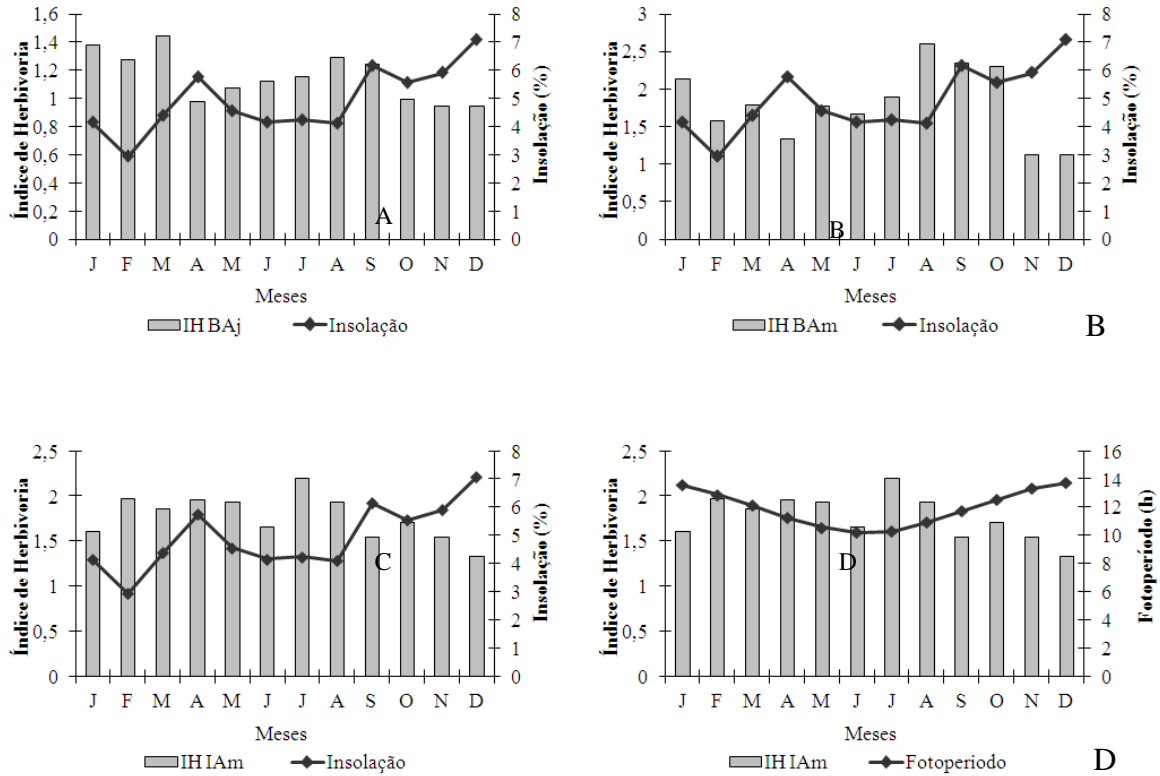 1,6
1,4
1,2
1
0,8
0,6
0,4
0,2
0
Índice de Herbivoria
8
7
6
5
4
3
2
1
0
Insolação (%)
A
J F M A M J J A S O N D
Meses
IH BAj Insolação
3
2,5
2
1,5
1
0,5
0
Índice de Herbivoria
8
7
6
5
4
3
2
1
0
Insolação (%)
B
J F M A M J J A S O N D
Meses
IH BAm Insolação
B
2,5
2
1,5
1
0,5
0
Índice de Herbivoria
8
7
6
5
4
3
2
1
0
Insolação (%)
C
J F M A M J J A S O N D
Meses
IH IAm Insolação
2,5
2
1,5
1
0,5
0
Índice de Herbivoria
16
14
12
10
8
6
4
2
0
Fotoperíodo (h)
D
J F M A M J J A S O N D
Meses
IH IAm Fotoperiodo
D